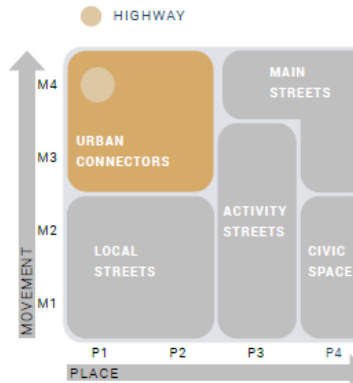 HIGHWAY
M4
MAIN
STREETS
URBAN
CONNECTORS
M3
ACTIVITY
STREETS
M2
LOCAL
STREETS
CIVIC
SPACE
M1
MOVEMENT
P1
P2
P3
P4
PLACE